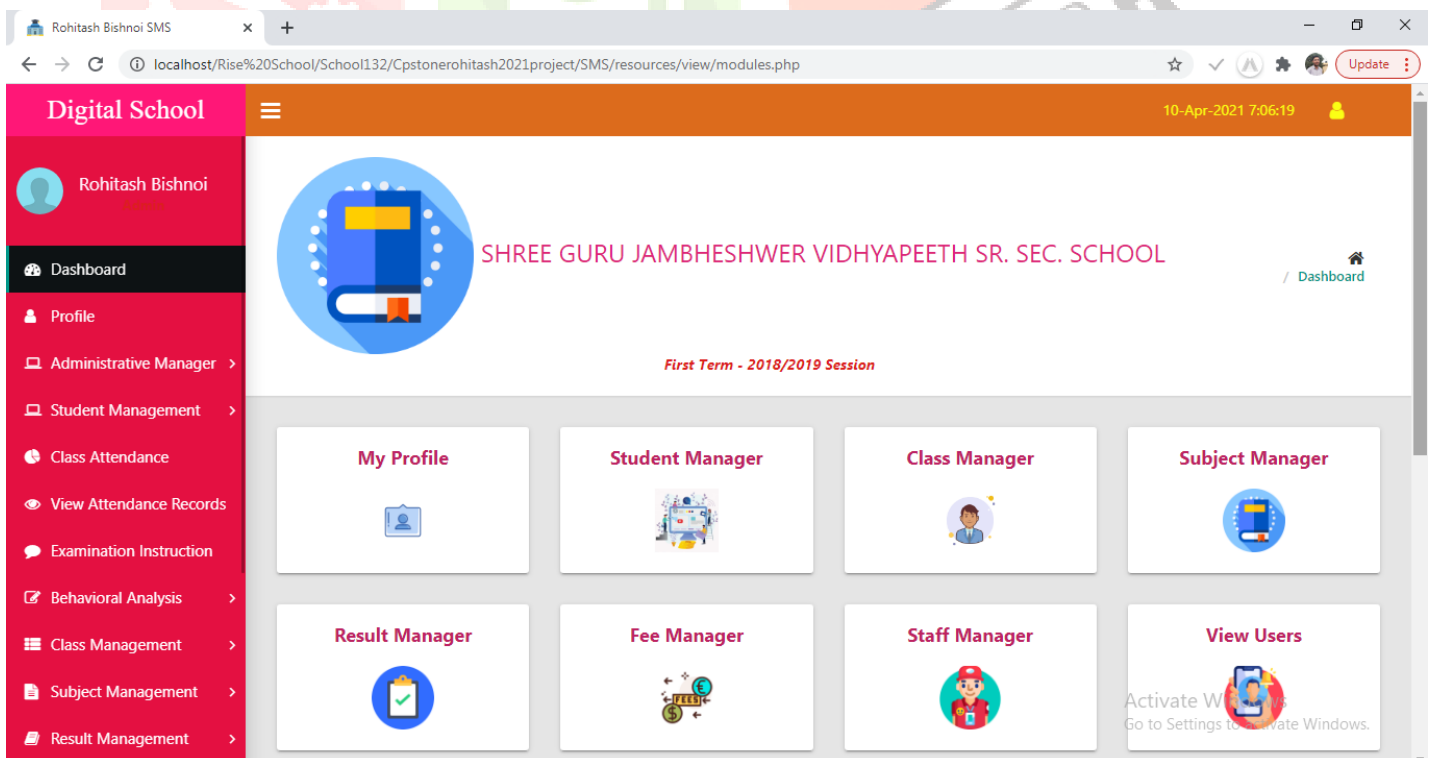 Rohitash Bishnoi SMS
localhost/Rise%20School/School132/Cpstonerohitash2021project/SMS/resources/view/modules.php
Update
Digital School
10-Apr-2021 7:06:19
Rohitash Bishnoi
SHREE GURU JAMBHESHWER VIDHYAPEETH SR. SEC. SCHOOL
/ Dashboard
First Term - 2018/2019 Session
Dashboard
Profile
Administrative Manager
Student Management
Class Attendance
View Attendance Records
Examination Instruction
Behavioral Analysis
Class Management
Subject Management
Result Management
My Profile
Student Manager
Class Manager
Subject Manager
Result Manager
Fee Manager
FEES
Staff Manager
View Users
Activate Windows
Go to Settings to activate Windows.